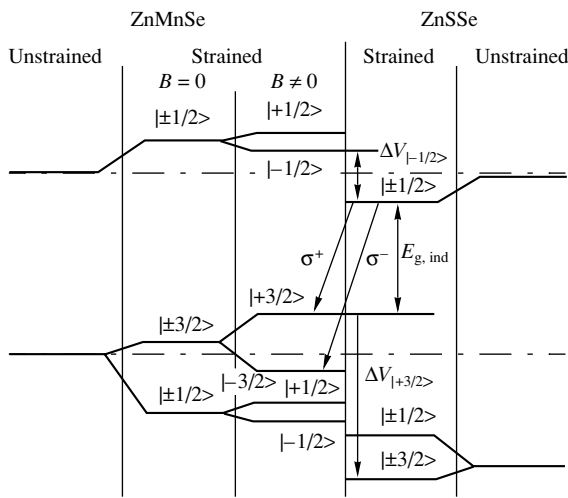 ZnMnSe ZnSSe
Unstrained Strained Strained Unstrained
B = 0 B ≠ 0
|±1/2> |+1/2>
|−1/2> ΔV|−1/2>
|±1/2>
σ+ σ− Eg, ind
|+3/2>
|±3/2>
|−3/2> |+1/2> ΔV|+3/2>
|±1/2> |±1/2>
|−1/2>
|±3/2>